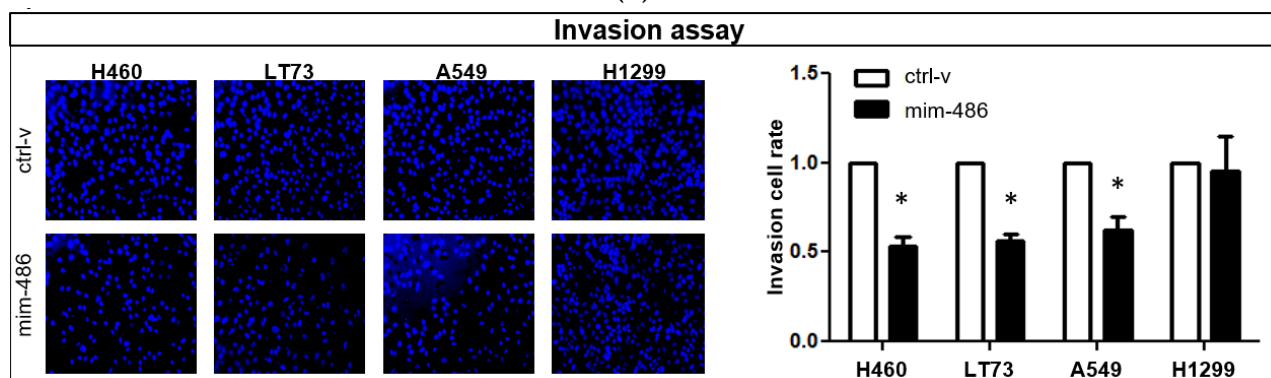 Invasion assay
H460 LT73 A549 H1299
ctrl-v
mim-486
ctrl-v
mim-486
Invasion cell rate
1.5
1.0
0.5
0.0
* * *
H460 LT73 A549 H1299